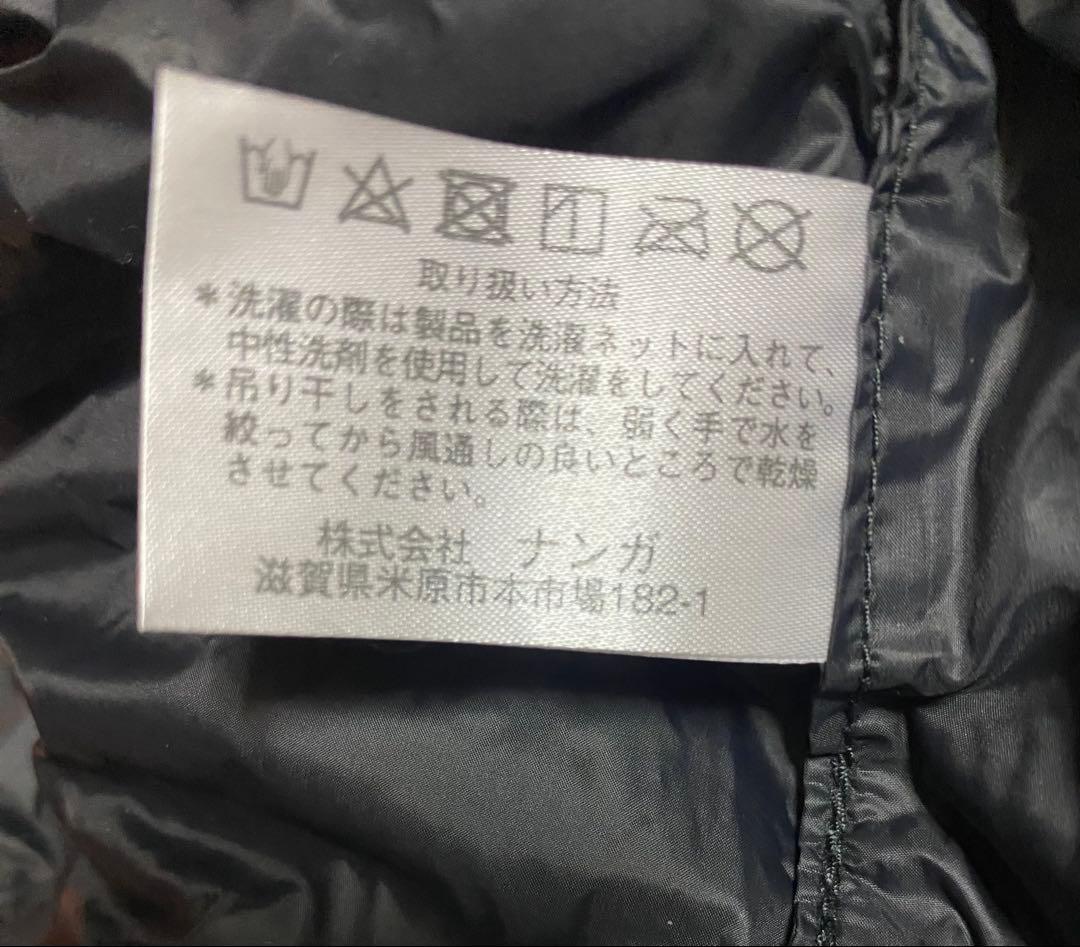 取り扱い方法
*洗濯の際は製品を洗濯ネットに入れて、
中性洗剤を使用して洗濯をしてください。
*吊り干しをされる際は、弱く手で水を
絞ってから風通しの良いところで乾燥
させてください。
株式会社 ナンガ
滋賀県米原市本市場182-1